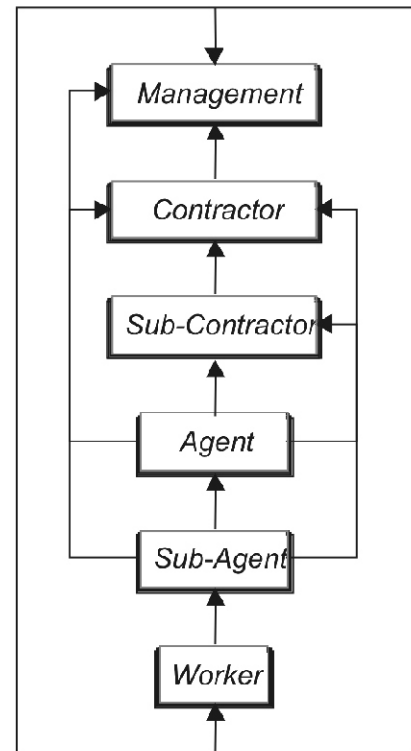 Management
Contractor
Sub-Contractor
Agent
Sub-Agent
Worker